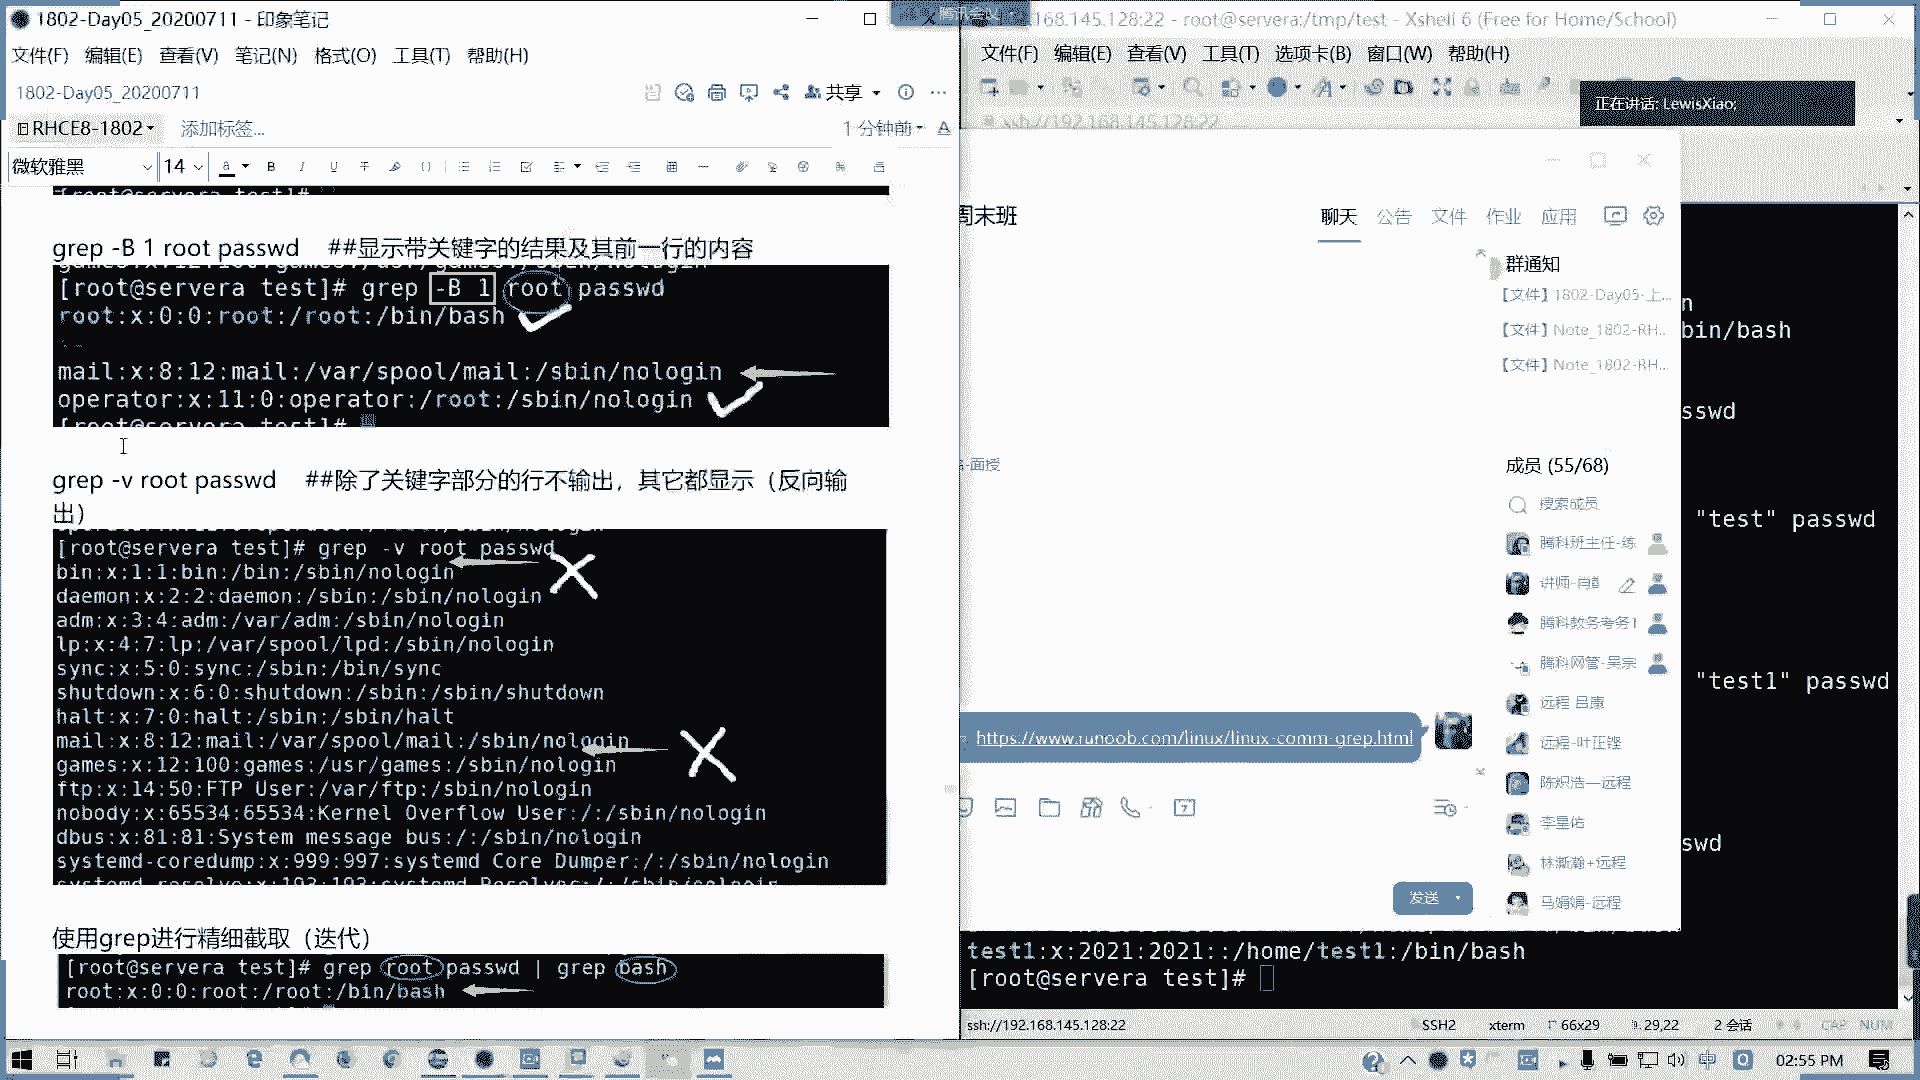 1802-Day05_20200711 - 印象笔记
文件(F) 编辑(E) 查看(V) 笔记(N) 格式(O) 工具(T) 帮助(H)
1802-Day05_20200711
共享
RHCE8-1802
添加标签...
1 分钟前
微软雅黑
14
grep -B 1 root passwd ##显示带关键字的结果及其前一行的内容
[root@servera test]# grep -B 1 root passwd
root:x:0:0:root:/root:/bin/bash
--
mail:x:8:12:mail:/var/spool/mail:/sbin/nologin
operator:x:11:0:operator:/root:/sbin/nologin
[root@servera test]#
grep -v root passwd ##除了关键字部分的行不输出，其它都显示（反向输
出）
[root@servera test]# grep -v root passwd
bin:x:1:1:bin:/bin:/sbin/nologin
daemon:x:2:2:daemon:/sbin:/sbin/nologin
adm:x:3:4:adm:/var/adm:/sbin/nologin
lp:x:4:7:lp:/var/spool/lpd:/sbin/nologin
sync:x:5:0:sync:/sbin:/bin/sync
shutdown:x:6:0:shutdown:/sbin:/sbin/shutdown
halt:x:7:0:halt:/sbin:/sbin/halt
mail:x:8:12:mail:/var/spool/mail:/sbin/nologin
games:x:12:100:games:/usr/games:/sbin/nologin
ftp:x:14:50:FTP User:/var/ftp:/sbin/nologin
nobody:x:65534:65534:Kernel Overflow User:/:/sbin/nologin
dbus:x:81:81:System message bus:/:/sbin/nologin
systemd-coredump:x:999:997:systemd Core Dumper:/:/sbin/nologin
使用grep进行精细截取（迭代）
[root@servera test]# grep root passwd | grep bash
root:x:0:0:root:/root:/bin/bash
腾讯会议
.168.145.128:22 - root@servera:/tmp/test - Xshell 6 (Free for Home/School)
文件(F) 编辑(E) 查看(V) 工具(T) 选项卡(B) 窗口(W) 帮助(H)
正在讲话: LewisXiao;
ssh://192.168.145.128:22
周末班
聊天 公告 文件 作业 应用
群通知
【文件】1802-Day05-上...
【文件】Note_1802-RH...
【文件】Note_1802-RH...
-面授
成员 (55/68)
搜索成员
腾科班主任-练
讲师-肖
腾科教务考务1
腾科网管-吴宗
远程 吕康
远程-叶正铿
陈炽浩—远程
李星佑
林澌瀚+远程
马娟娟-远程
https://www.runoob.com/linux/linux-comm-grep.html
发送
n
bin/bash
sswd
"test" passwd
"test1" passwd
swd
test1:x:2021:2021::/home/test1:/bin/bash
[root@servera test]#
ssh://192.168.145.128:22
SSH2 xterm 66x29 29,22 2 会话 CAP NUM
中
02:55 PM